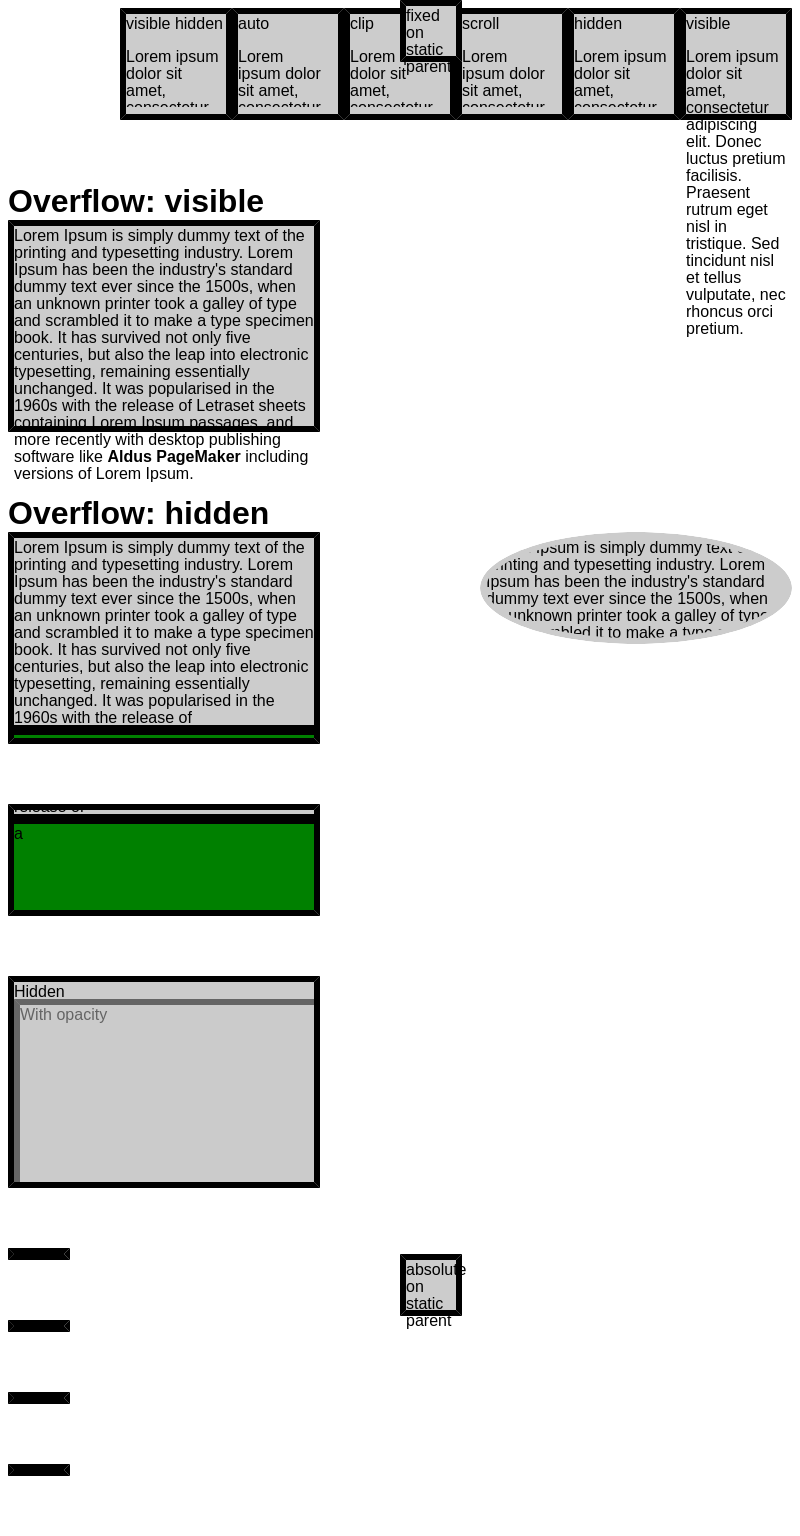 visible hidden
Lorem ipsum
dolor sit
amet,
consectetur
auto
Lorem
ipsum dolor
sit amet,
consectetur
clip
Lorem
dolor sit
amet,
consectetur
fixed
on
static
parent
scroll
Lorem
ipsum dolor
sit amet,
consectetur
hidden
Lorem ipsum
dolor sit
amet,
consectetur
visible
Lorem ipsum
dolor sit
amet,
consectetur
adipiscing
elit. Donec
luctus pretium
facilisis.
Praesent
rutrum eget
nisl in
tristique. Sed
tincidunt nisl
et tellus
vulputate, nec
rhoncus orci
pretium.
Overflow: visible
Lorem Ipsum is simply dummy text of the
printing and typesetting industry. Lorem
Ipsum has been the industry's standard
dummy text ever since the 1500s, when
an unknown printer took a galley of type
and scrambled it to make a type specimen
book. It has survived not only five
centuries, but also the leap into electronic
typesetting, remaining essentially
unchanged. It was popularised in the
1960s with the release of Letraset sheets
containing Lorem Ipsum passages, and
more recently with desktop publishing
software like Aldus PageMaker including
versions of Lorem Ipsum.
Overflow: hidden
Lorem Ipsum is simply dummy text of the
printing and typesetting industry. Lorem
Ipsum has been the industry's standard
dummy text ever since the 1500s, when
an unknown printer took a galley of type
and scrambled it to make a type specimen
book. It has survived not only five
centuries, but also the leap into electronic
typesetting, remaining essentially
unchanged. It was popularised in the
1960s with the release of
Ipsum is simply dummy text
printing and typesetting industry. Lorem
Ipsum has been the industry's standard
dummy text ever since the 1500s, when
unknown printer took a galley of type
it to make a type
a
Hidden
With opacity
absolute
on
static
parent